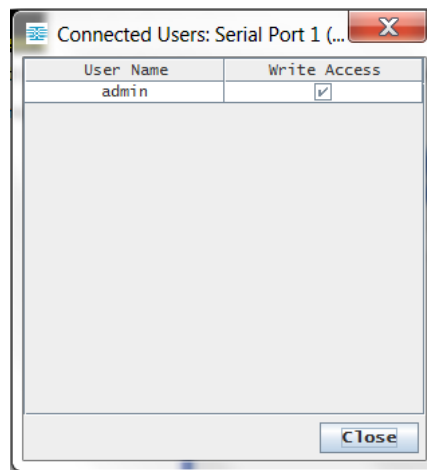 Connected Users: Serial Port 1 (...
User Name Write Access
admin
Close